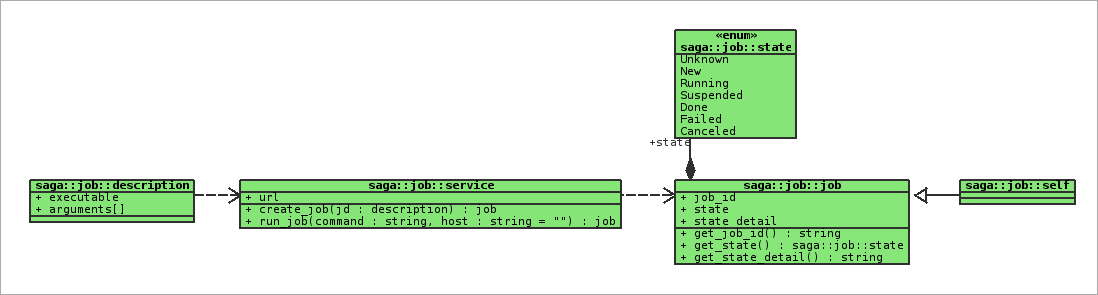 «enum»
saga::job::state
Unknown
New
Running
Suspended
Done
Failed
Canceled
+state
saga::job::description
+ executable
+ arguments[]
saga::job::service
+ url
+ create_job(jd : description) : job
+ run_job(command : string, host : string = "") : job
saga::job::job
+ job_id
+ state
+ state_detail
+ get_job_id() : string
+ get_state() : saga::job::state
+ get_state_detail() : string
saga::job::self